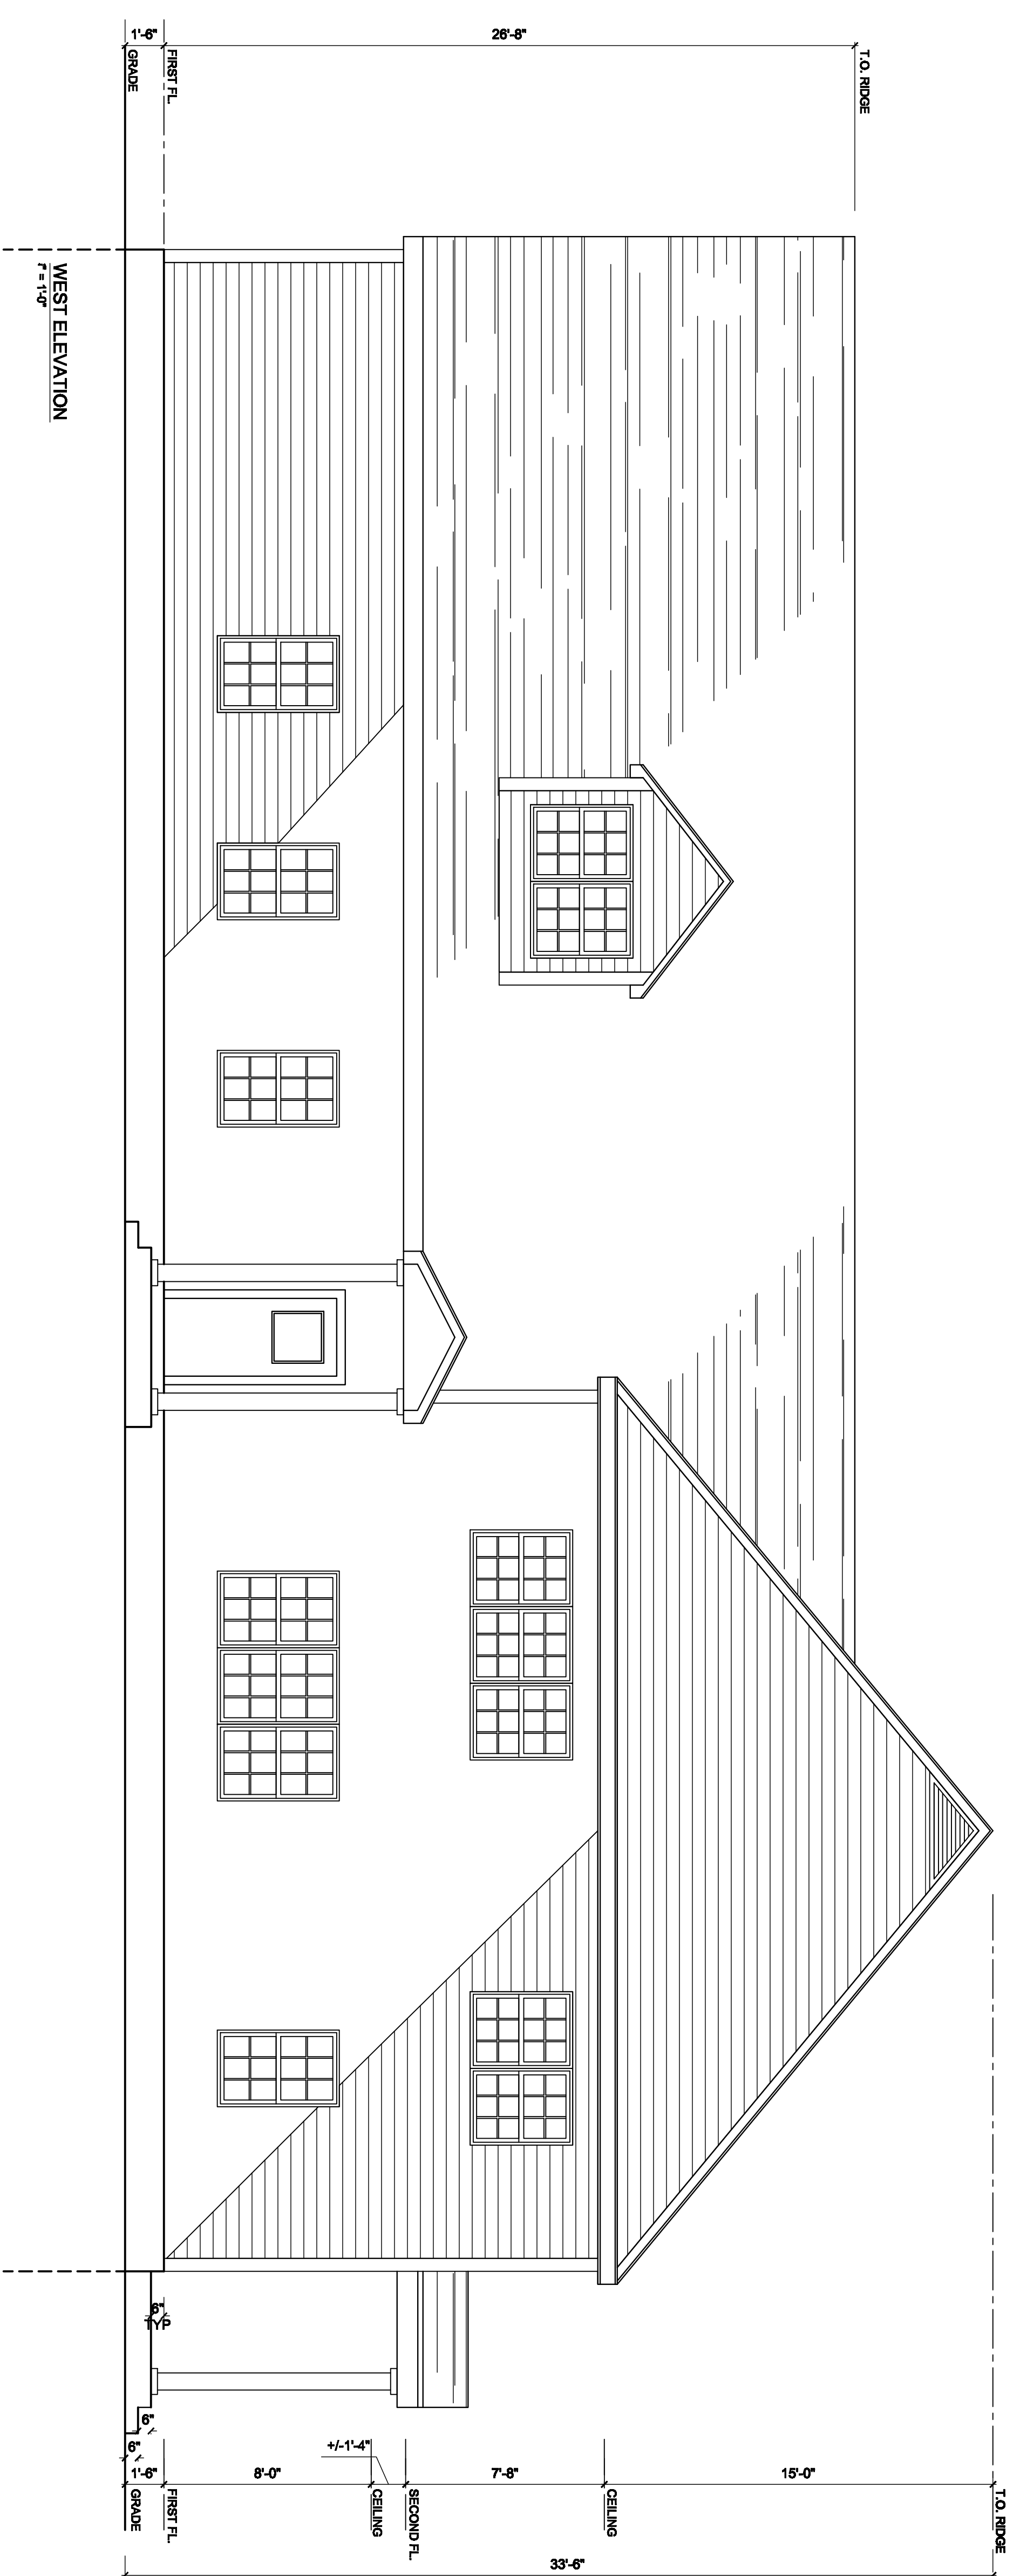 T.O. RIDGE
26'-8"
FIRST FL.
1'-6"
GRADE
WEST ELEVATION
1" = 1'-0"
6"
TYP
6"
6"
T.O. RIDGE
15'-0"
CEILING
7'-8"
SECOND FL.
+/-1'-4"
CEILING
8'-0"
FIRST FL.
1'-6"
GRADE
33'-6"